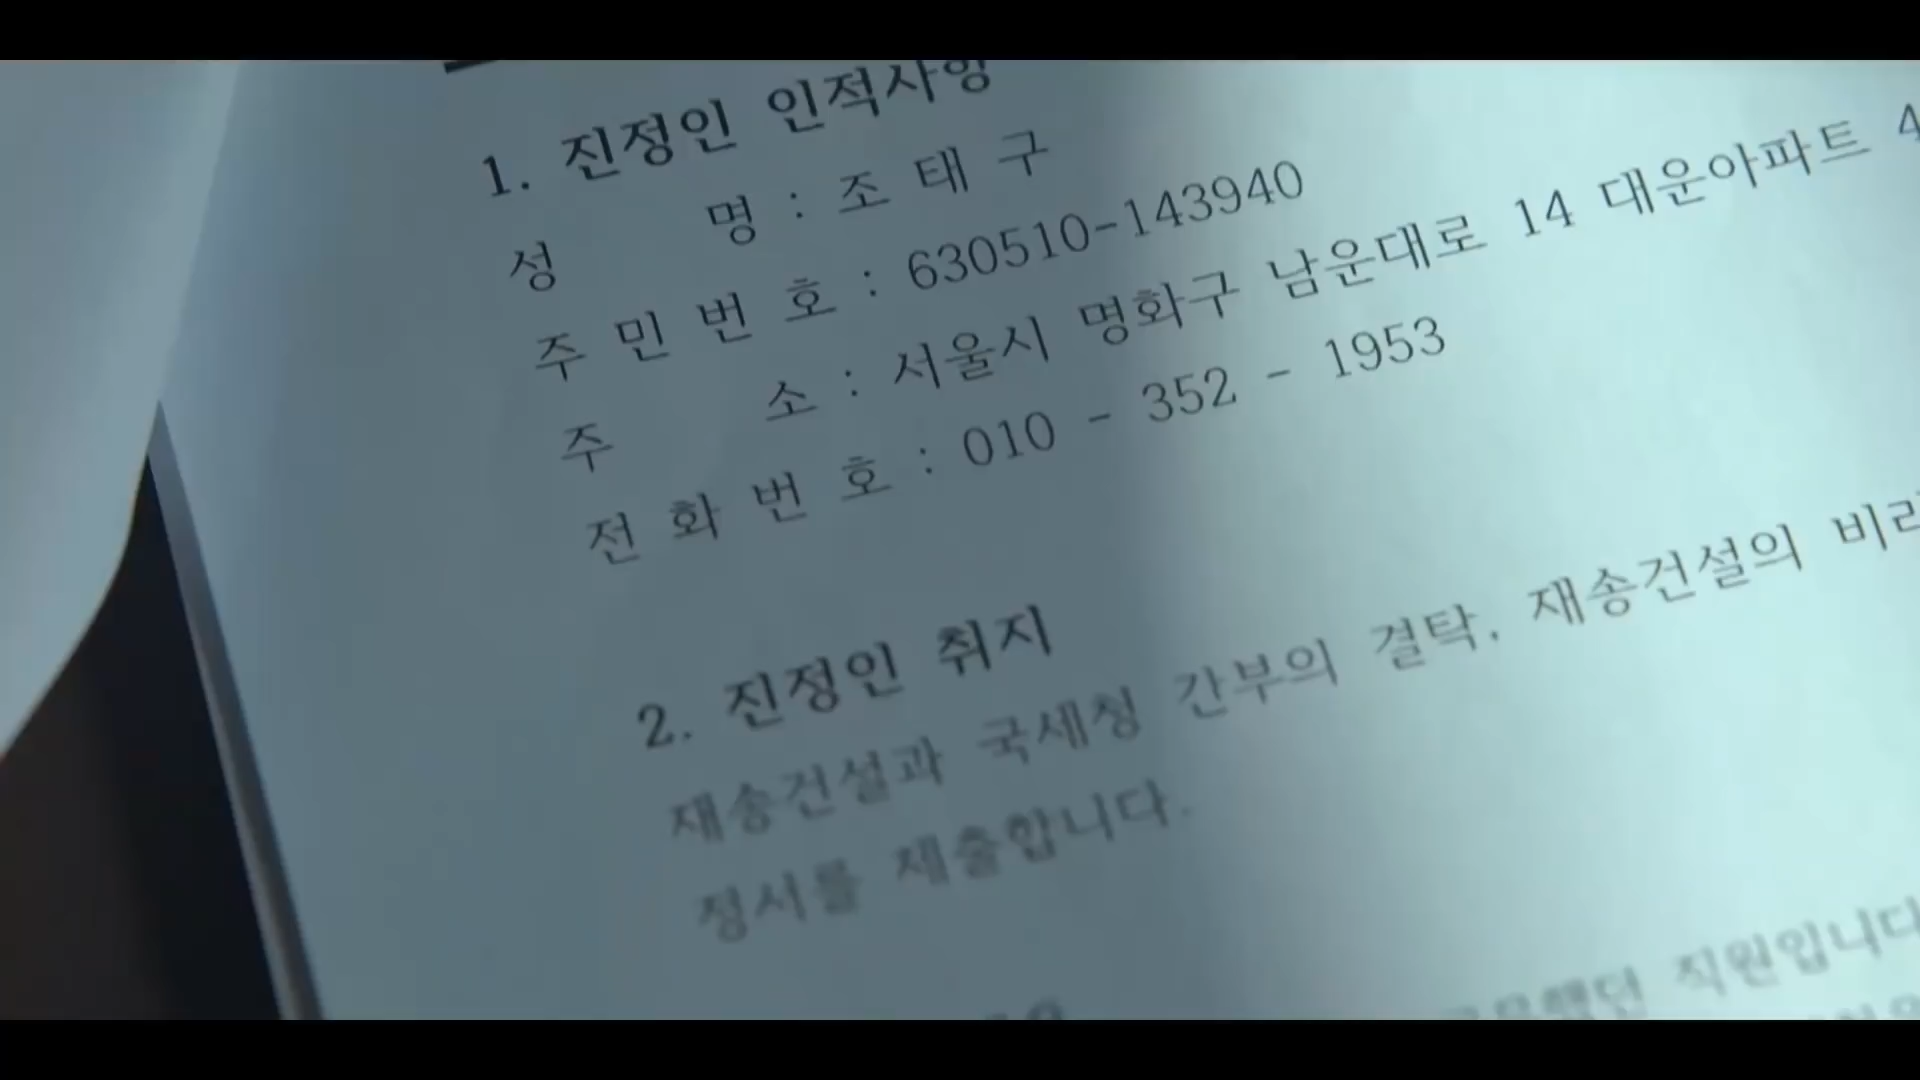 1. 진정인 인적사항
성 명 : 조 태 구
주 민 번 호 : 630510-143940
주 소 : 서울시 명화구 남운대로 14 대운아파트 4
전 화 번 호 : 010 - 352 - 1953
2. 진정인 취지
재송건설과 국세청 간부의 결탁, 재송건설의 비리
정서를 제출합니다.
직원입니다